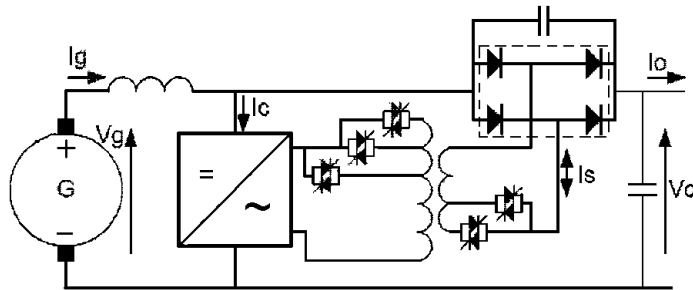 Ig
Io
Ic
Vg
+
G
−
=
~
Is
Vo